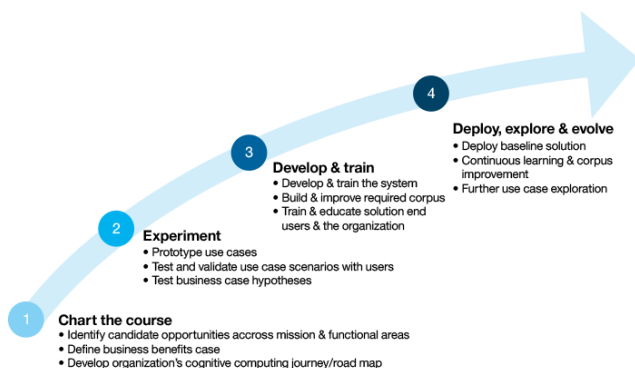 1
Chart the course
• Identify candidate opportunities accross mission & functional areas
• Define business benefits case
• Develop organization's cognitive computing journey/road map
2
Experiment
• Prototype use cases
• Test and validate use case scenarios with users
• Test business case hypotheses
3
Develop & train
• Develop & train the system
• Build & improve required corpus
• Train & educate solution end
users & the organization
4
Deploy, explore & evolve
• Deploy baseline solution
• Continuous learning & corpus
improvement
• Further use case exploration